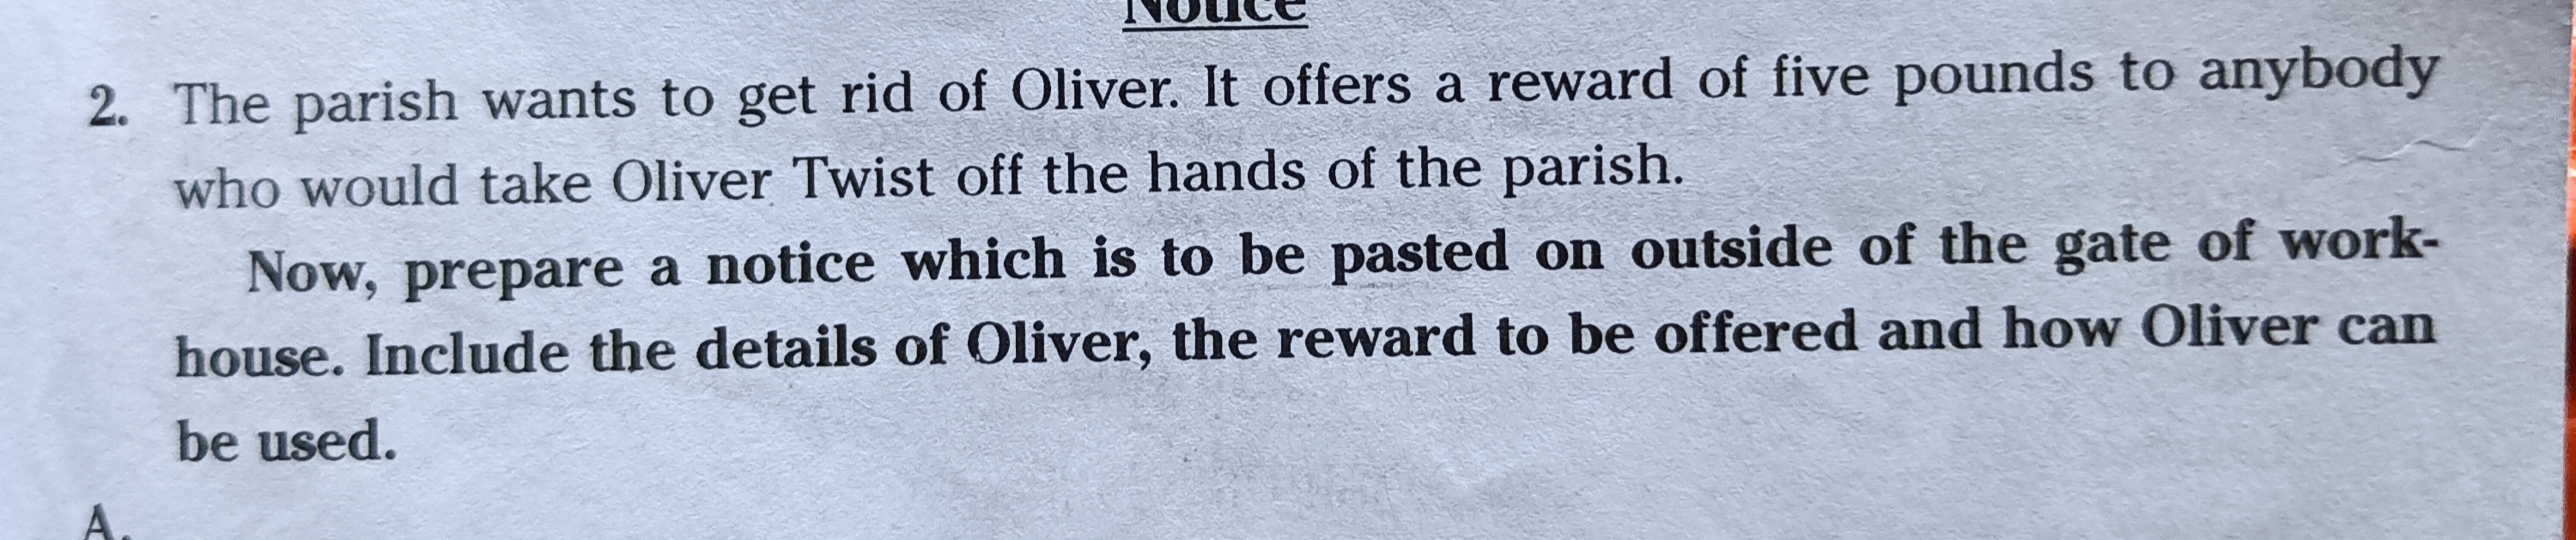 Notice
2. The parish wants to get rid of Oliver. It offers a reward of five pounds to anybody
who would take Oliver Twist off the hands of the parish.
Now, prepare a notice which is to be pasted on outside of the gate of work-
house. Include the details of Oliver, the reward to be offered and how Oliver can
be used.
A.